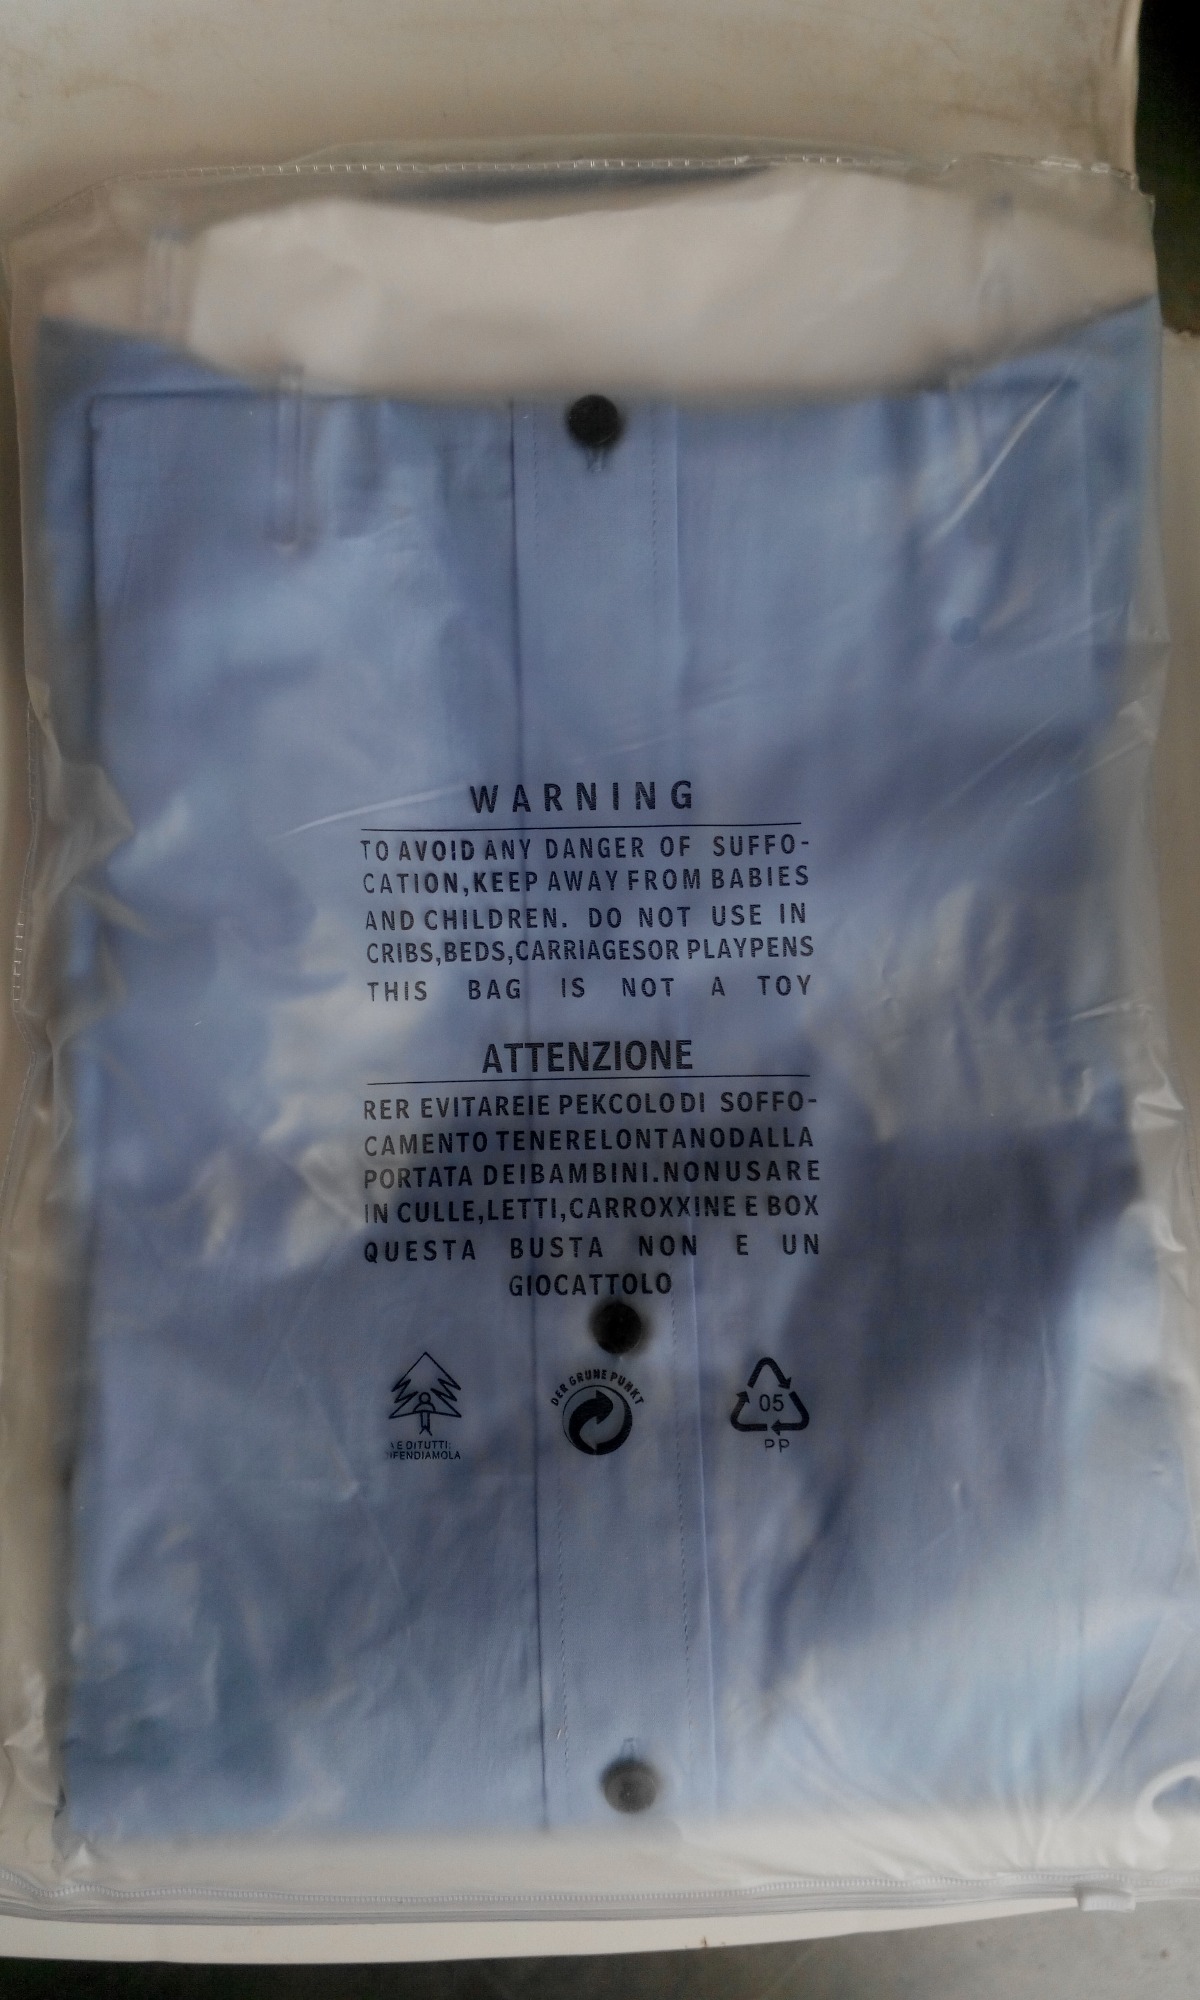 WARNING
TO AVOID ANY DANGER OF SUFFO-
CATION,KEEP AWAY FROM BABIES
AND CHILDREN. DO NOT USE IN
CRIBS,BEDS,CARRIAGESOR PLAYPENS
THIS BAG IS NOT A TOY
ATTENZIONE
RER EVITAREIE PEKCOLODI SOFFO-
CAMENTO TENERELONTANODALLA
PORTATA DEIBAMBINI.NONUSARE
IN CULLE,LETTI,CARROXXINE E BOX
QUESTA BUSTA NON E UN
GIOCATTOLO
E DITUTTI:
IFENDIAMOLA
DER GRUNE PUNKT
05
PP